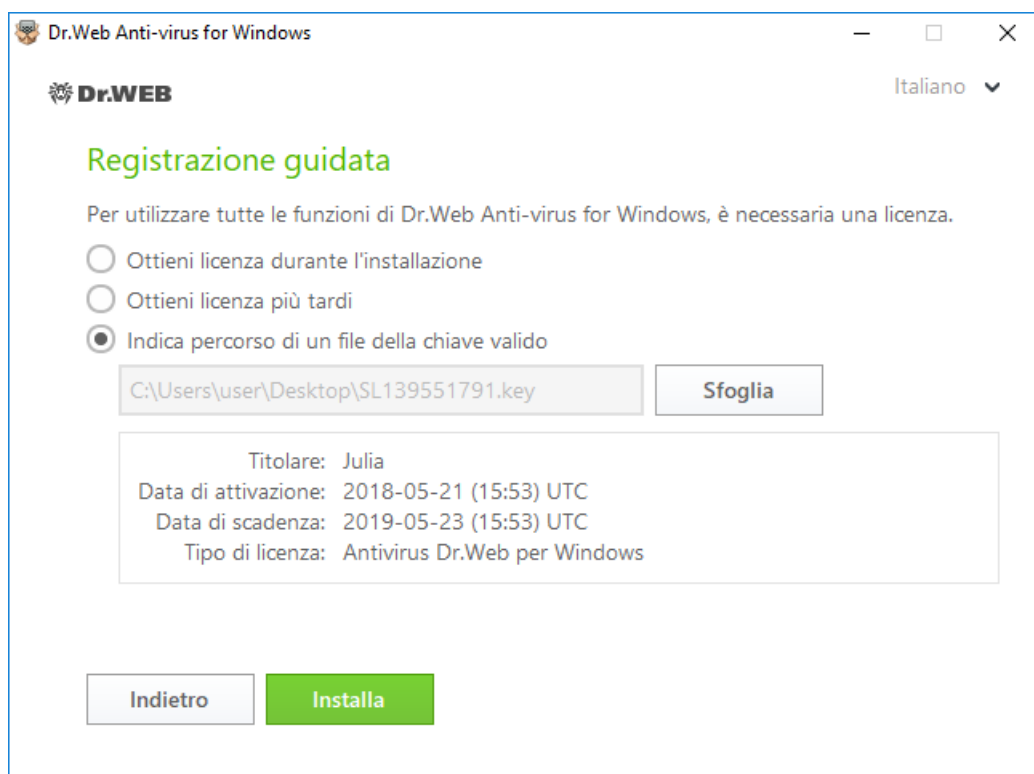 Dr.Web Anti-virus for Windows
Dr.WEB
Italiano
Registrazione guidata
Per utilizzare tutte le funzioni di Dr.Web Anti-virus for Windows, è necessaria una licenza.
Ottieni licenza durante l'installazione
Ottieni licenza più tardi
Indica percorso di un file della chiave valido
C:\Users\user\Desktop\SL139551791.key
Sfoglia
Titolare: Julia
Data di attivazione: 2018-05-21 (15:53) UTC
Data di scadenza: 2019-05-23 (15:53) UTC
Tipo di licenza: Antivirus Dr.Web per Windows
Indietro
Installa